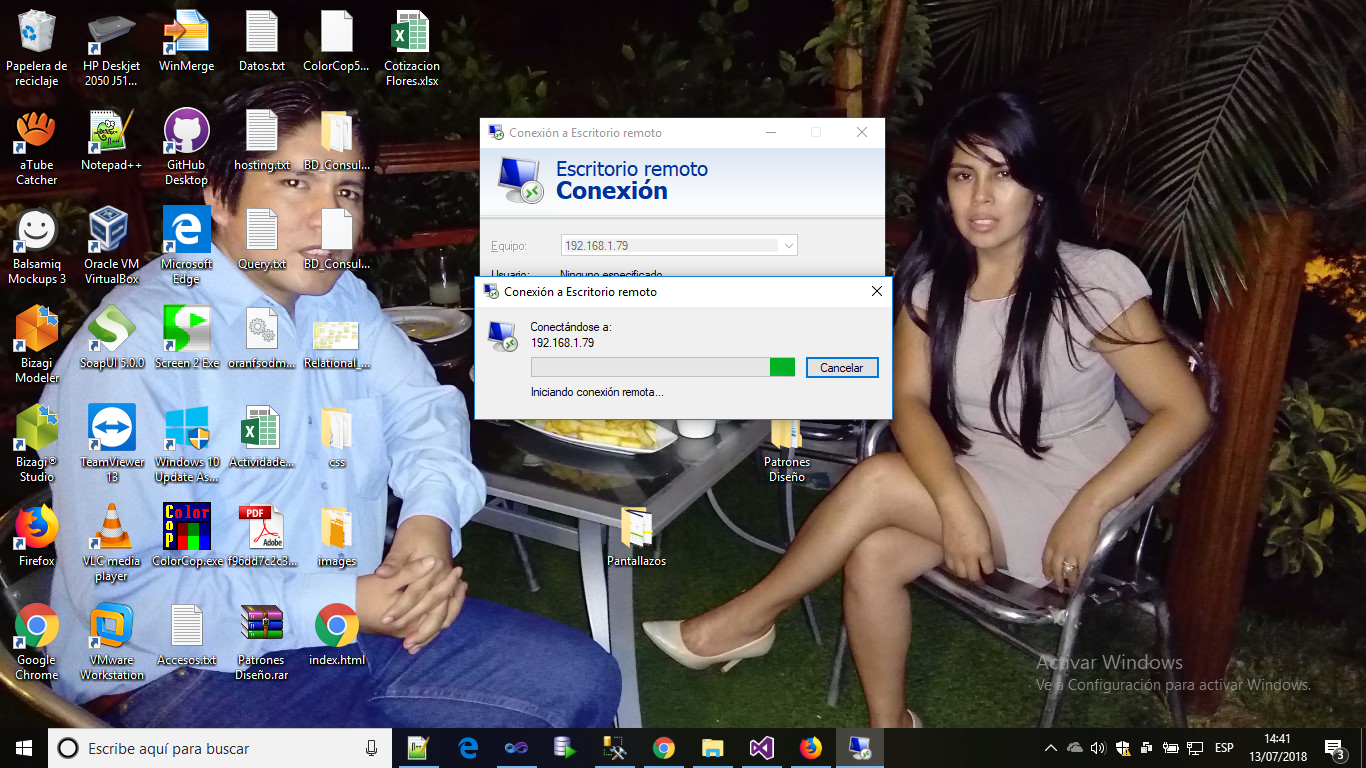 Papelera de
reciclaje
HP Deskjet
2050 J51...
WinMerge
Datos.txt
ColorCop5...
Cotizacion
Flores.xlsx
aTube
Catcher
Notepad++
GitHub
Desktop
hosting.txt
BD_Consul...
Balsamiq
Mockups 3
Oracle VM
VirtualBox
Microsoft
Edge
Query.txt
BD_Consul...
Bizagi
Modeler
SoapUI 5.0.0
Screen 2 Exe
oranfsodm...
Relational_...
Bizagi®
Studio
TeamViewer
13
Windows 10
Update As...
Actividade...
css
Firefox
VLC media
player
Color
Cop
ColorCop.exe
PDF
Adobe
f96dd7c2c3...
images
Google
Chrome
VMware
Workstation
Accesos.txt
Patrones
Diseño.rar
index.html
Conexión a Escritorio remoto
Escritorio remoto
Conexión
Equipo:
192.168.1.79
Usuario:
Ninguno especificado
Conexión a Escritorio remoto
Conectándose a:
192.168.1.79
Cancelar
Iniciando conexión remota...
Patrones
Diseño
Pantallazos
Activar Windows
Ve a Configuración para activar Windows.
Escribe aquí para buscar
ESP
14:41
13/07/2018
3